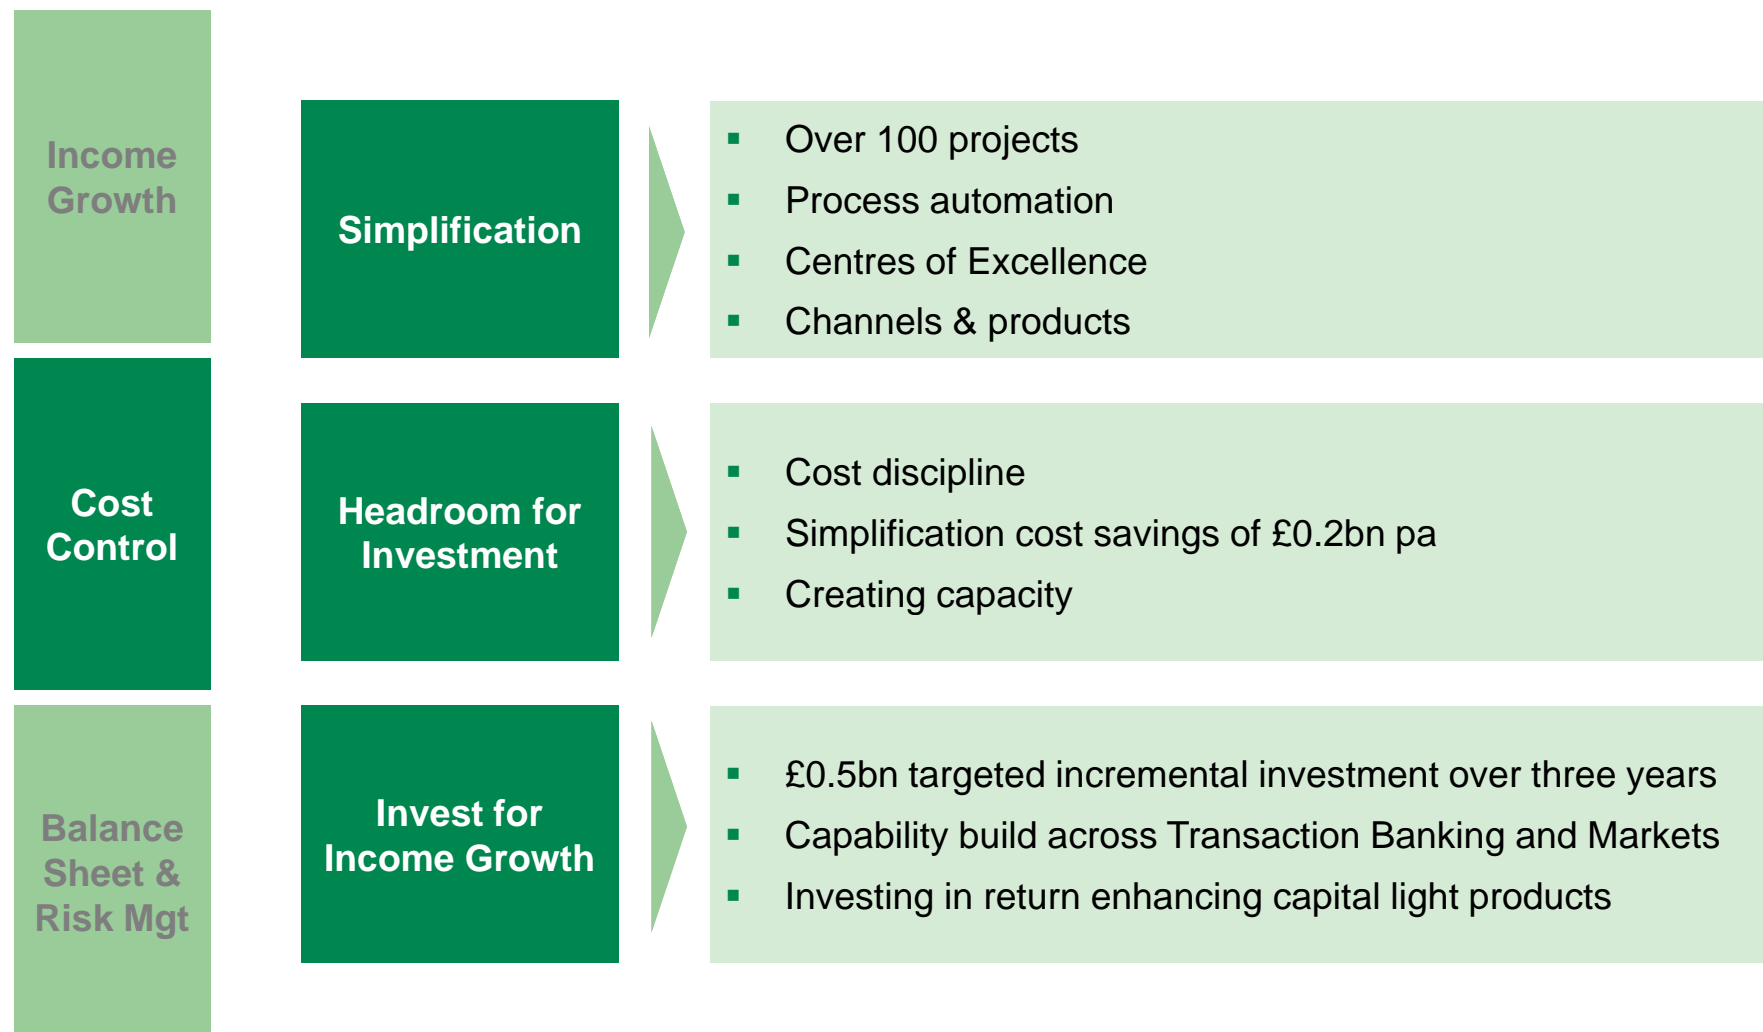 Income
Growth
Cost
Control
Balance
Sheet &
Risk Mgt
Simplification
▪ Over 100 projects
▪ Process automation
▪ Centres of Excellence
▪ Channels & products
Headroom for
Investment
▪ Cost discipline
▪ Simplification cost savings of £0.2bn pa
▪ Creating capacity
Invest for
Income Growth
▪ £0.5bn targeted incremental investment over three years
▪ Capability build across Transaction Banking and Markets
▪ Investing in return enhancing capital light products